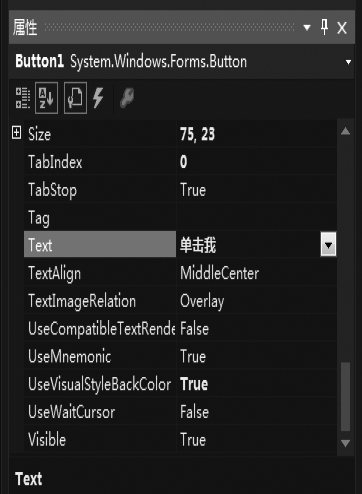 属性
Button1 System.Windows.Forms.Button
Size 75, 23
TabIndex 0
TabStop True
Tag
Text 单击我
TextAlign MiddleCenter
TextImageRelation Overlay
UseCompatibleTextRende False
UseMnemonic True
UseVisualStyleBackColor True
UseWaitCursor False
Visible True
Text